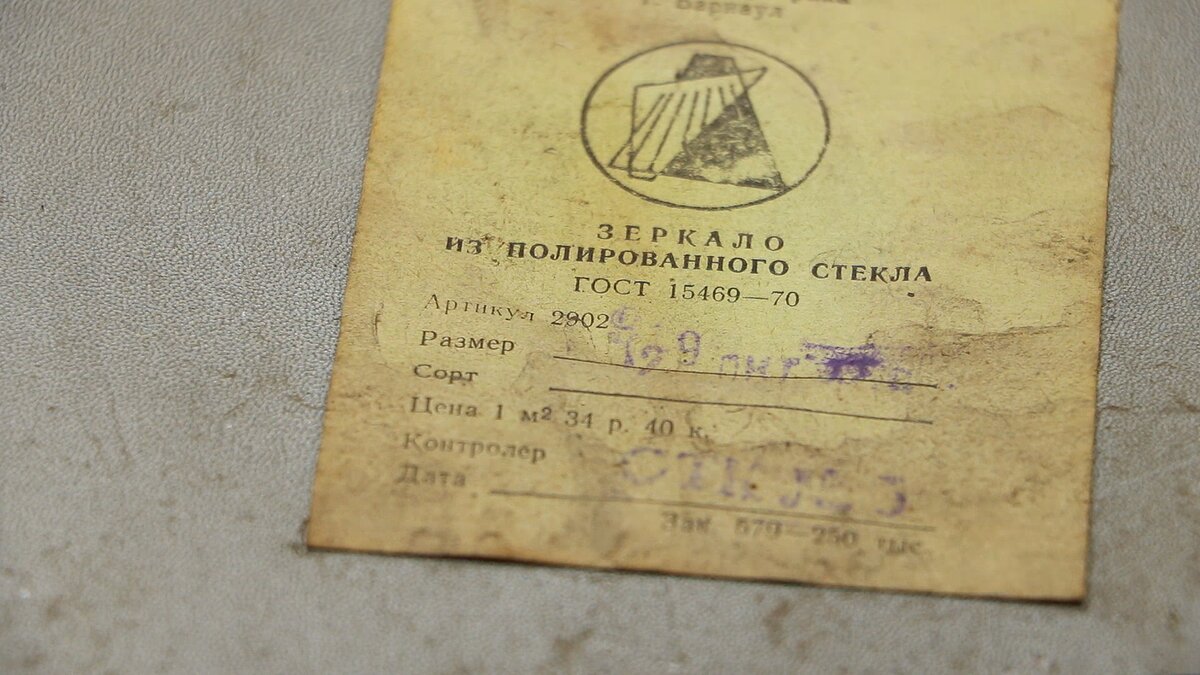 г. Барнаул
ЗЕРКАЛО
ИЗ ПОЛИРОВАННОГО СТЕКЛА
ГОСТ 15469—70
Артикул 2902
Размер
Сорт
Цена 1 м² 34 р. 40 к.
Контролер
Дата
Зак. 579—250 тыс.